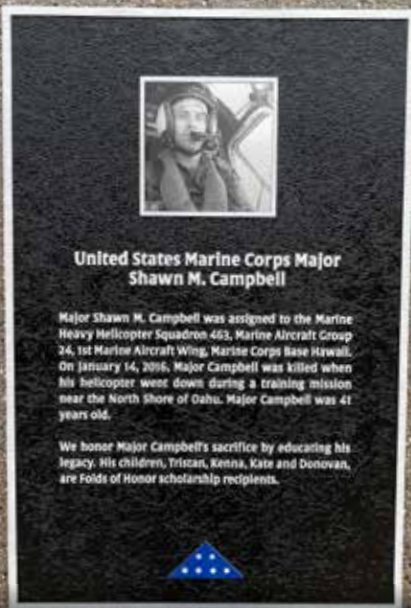 United States Marine Corps Major
Shawn M. Campbell
Major Shawn M. Campbell was assigned to the Marine
Heavy Helicopter Squadron 463, Marine Aircraft Group
24, 1st Marine Aircraft Wing, Marine Corps Base Hawaii.
On January 14, 2016, Major Campbell was killed when
his helicopter went down during a training mission
near the North Shore of Oahu. Major Campbell was 41
years old.
We honor Major Campbell's sacrifice by educating his
legacy. His children, Tristan, Kenna, Kate and Donovan,
are Folds of Honor scholarship recipients.